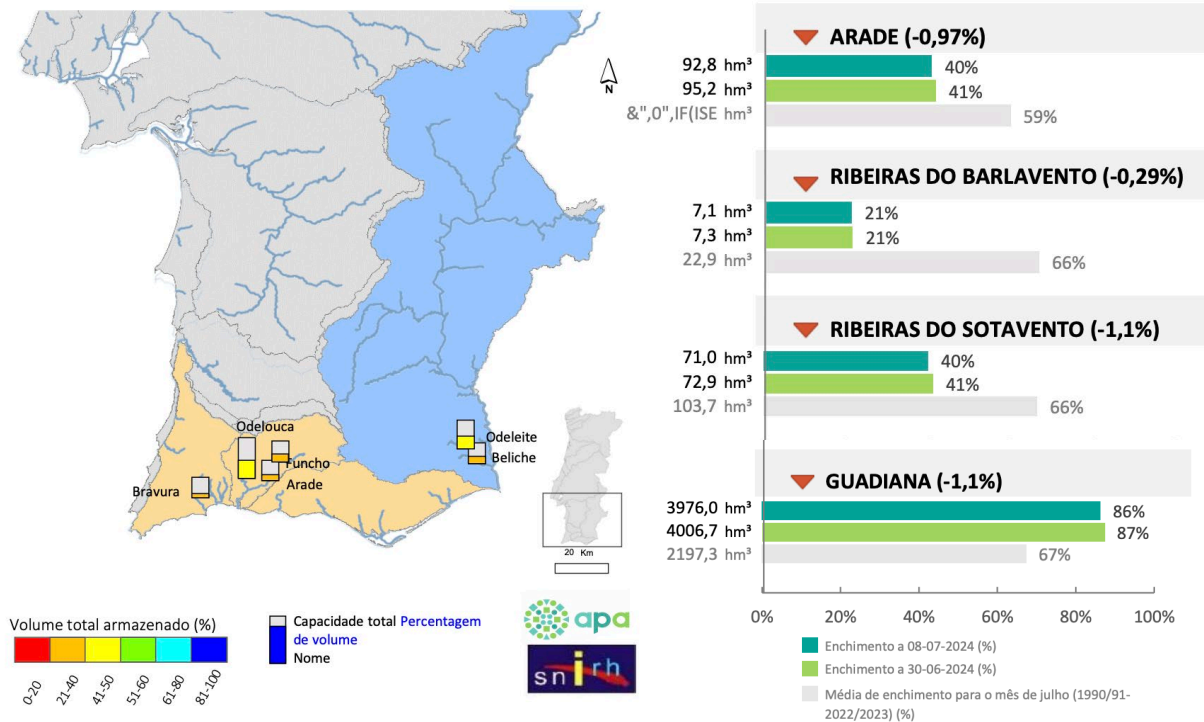 N
Odelouca
Funcho
Arade
Bravura
Odeleite
Beliche
20 Km
Volume total armazenado (%)
0-20
21-40
41-50
51-60
61-80
81-100
Capacidade total Percentagem
de volume
Nome
apa
snirh
ARADE (-0,97%)
92,8 hm³ 40%
95,2 hm³ 41%
&",0",IF(ISE hm³ 59%
RIBEIRAS DO BARLAVENTO (-0,29%)
7,1 hm³ 21%
7,3 hm³ 21%
22,9 hm³ 66%
RIBEIRAS DO SOTAVENTO (-1,1%)
71,0 hm³ 40%
72,9 hm³ 41%
103,7 hm³ 66%
GUADIANA (-1,1%)
3976,0 hm³ 86%
4006,7 hm³ 87%
2197,3 hm³ 67%
0% 20% 40% 60% 80% 100%
Enchimento a 08-07-2024 (%)
Enchimento a 30-06-2024 (%)
Média de enchimento para o mês de julho (1990/91-
2022/2023) (%)